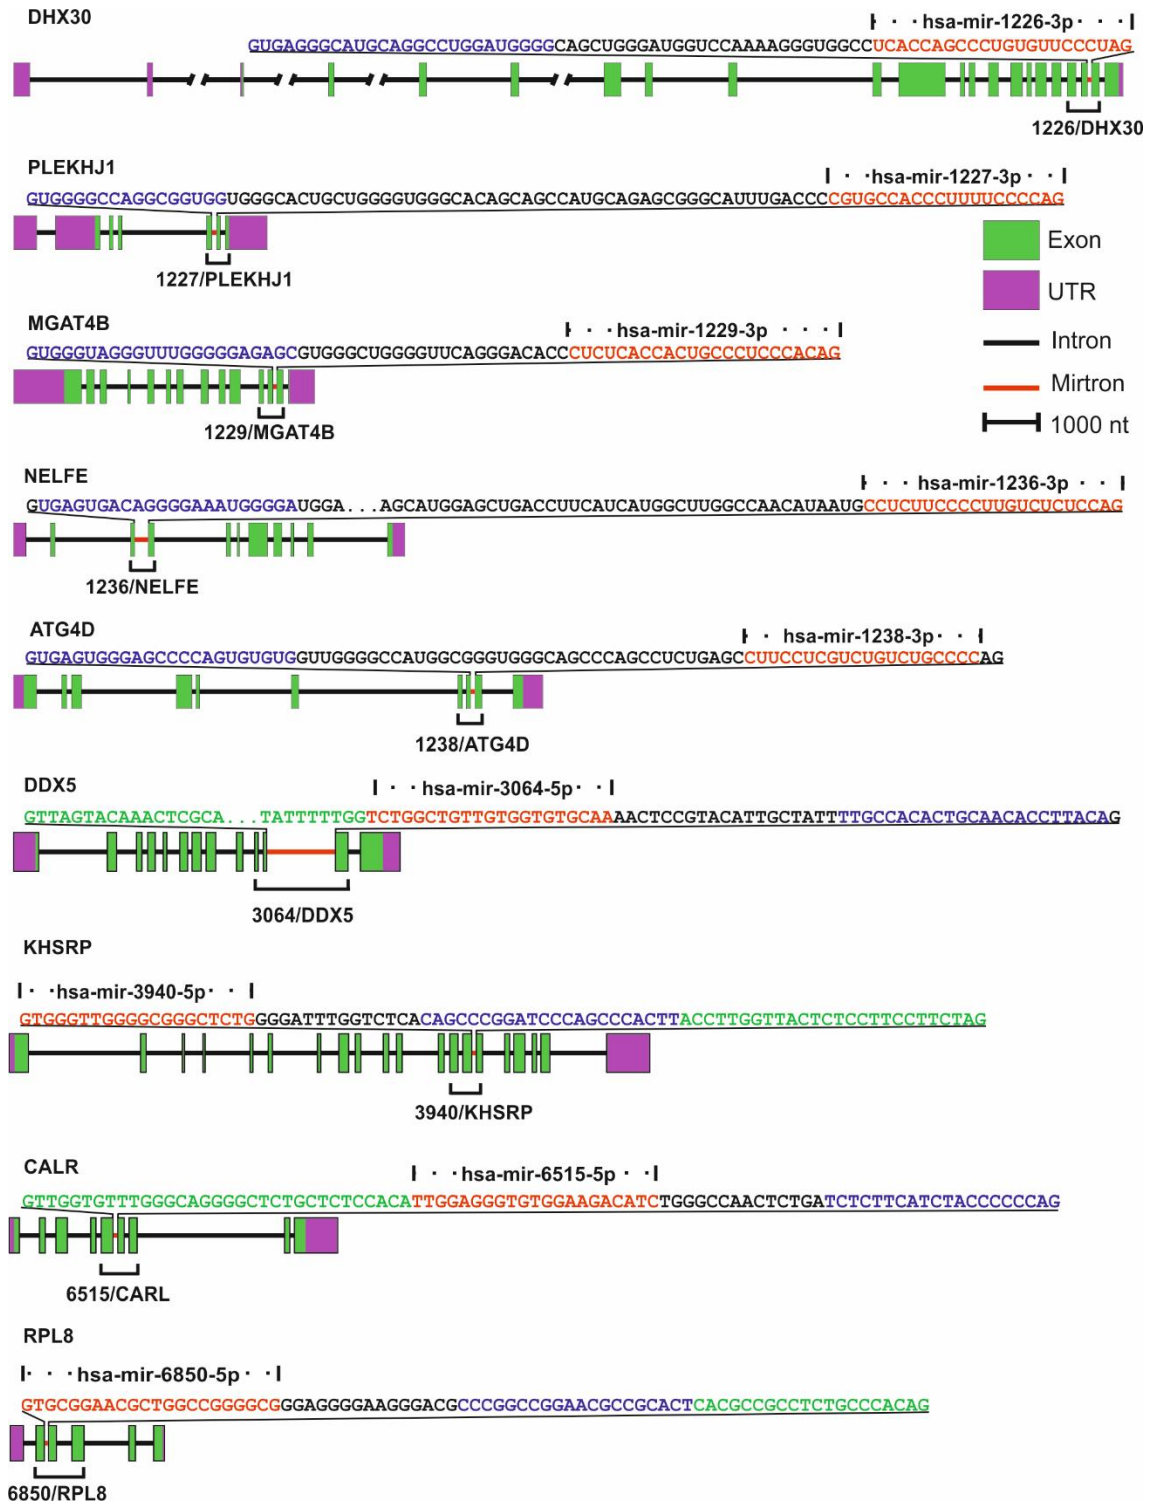 DHX30
hsa-mir-1226-3p
GUGAGGGCAUGCAGGCCUGGAUGGGGCAGCUGGGAUGGUCCAAAAGGGUGGCCUCACCAGCCCUGUGUUCCCUAG
1226/DHX30
PLEKHJ1
hsa-mir-1227-3p
GUGGGGCCAGGCGGUGGUGGGCACUGCUGGGGUGGGCACAGCAGCCAUGCAGAGCGGGCAUUUGACCCCGUGCCACCCUUUUCCCCAG
1227/PLEKHJ1
Exon
UTR
Intron
Mirtron
1000 nt
MGAT4B
hsa-mir-1229-3p
GUGGGUAGGGUUUGGGGGAGAGCGUGGGCUGGGGUUCAGGGACACCCUCUCACCACUGCCCUCCCACAG
1229/MGAT4B
NELFE
hsa-mir-1236-3p
GUGAGUGACAGGGGAAAUGGGGAUGGA...AGCAUGGAGCUGACCUUCAUCAUGGCUUGGCCAACAUAAUGCCUCUUCCCCUUGUCUCUCCAG
1236/NELFE
ATG4D
hsa-mir-1238-3p
GUGAGUGGGAGCCCCAGUGUGUGGUUGGGGCCAUGGCGGGUGGGCAGCCCAGCCUCUGAGCCUUCCUCGUCUGUCUGCCCCAG
1238/ATG4D
DDX5
hsa-mir-3064-5p
GTTAGTACAAACTCGCA...TATTTTTGGTCTGGCTGTTGTGGTGTGCAAAACTCCGTACATTGCTATTTTGCCACACTGCAACACCTTACAG
3064/DDX5
KHSRP
hsa-mir-3940-5p
GTGGGTTGGGGCGGGCTCTGGGGATTTGGTCTCACAGCCCGGATCCCAGCCCACTTACCTTGGTTACTCTCCTTCCTTCTAG
3940/KHSRP
CALR
hsa-mir-6515-5p
GTTGGTGTTTGGGCAGGGGCTCTGCTCTCCACATTGGAGGGTGTGGAAGACATCTGGGCCAACTCTGATCTCTTCATCTACCCCCCAG
6515/CARL
RPL8
hsa-mir-6850-5p
GTGCGGAACGCTGGCCGGGGCGGGAGGGGAAGGGACGCCCGGCCGGAACGCCGCACTCACGCCGCCTCTGCCCACAG
6850/RPL8